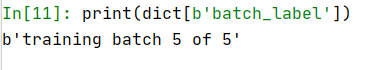 In[11]: print(dict[b'batch_label'])
b'training batch 5 of 5'